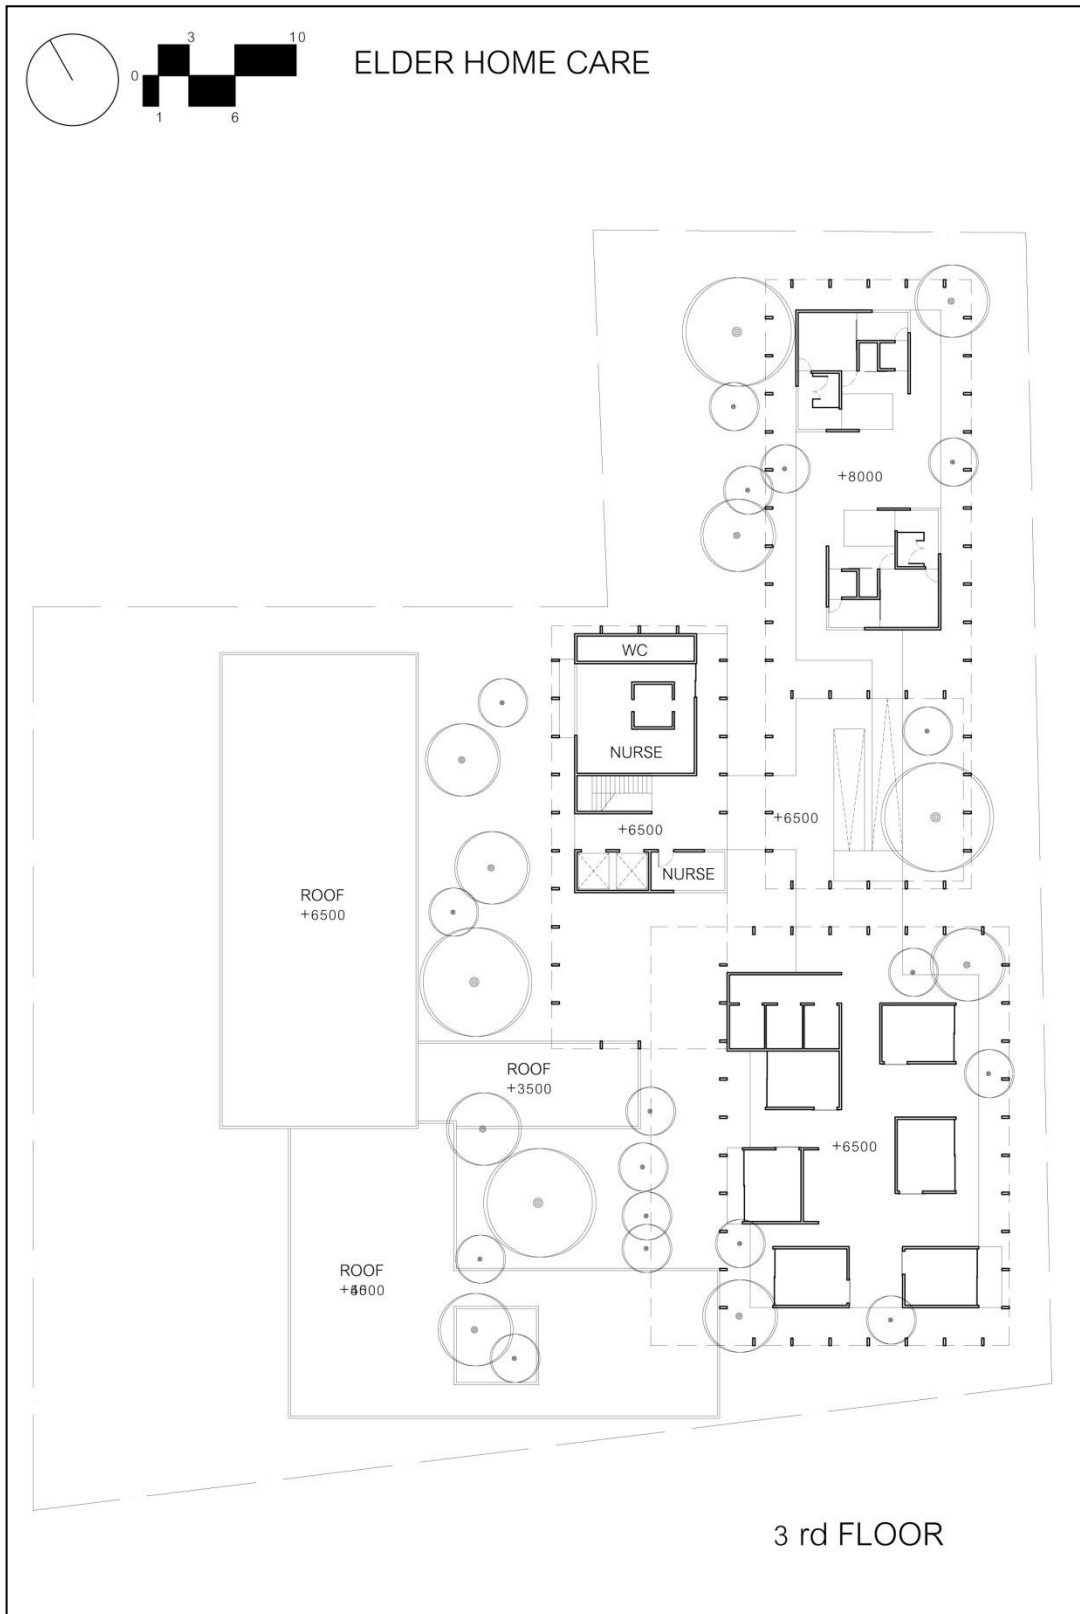 0 3 10
1 6
ELDER HOME CARE
+8000
WC
NURSE
+6500
+6500
NURSE
ROOF
+6500
ROOF
+3500
+6500
ROOF
3 rd FLOOR